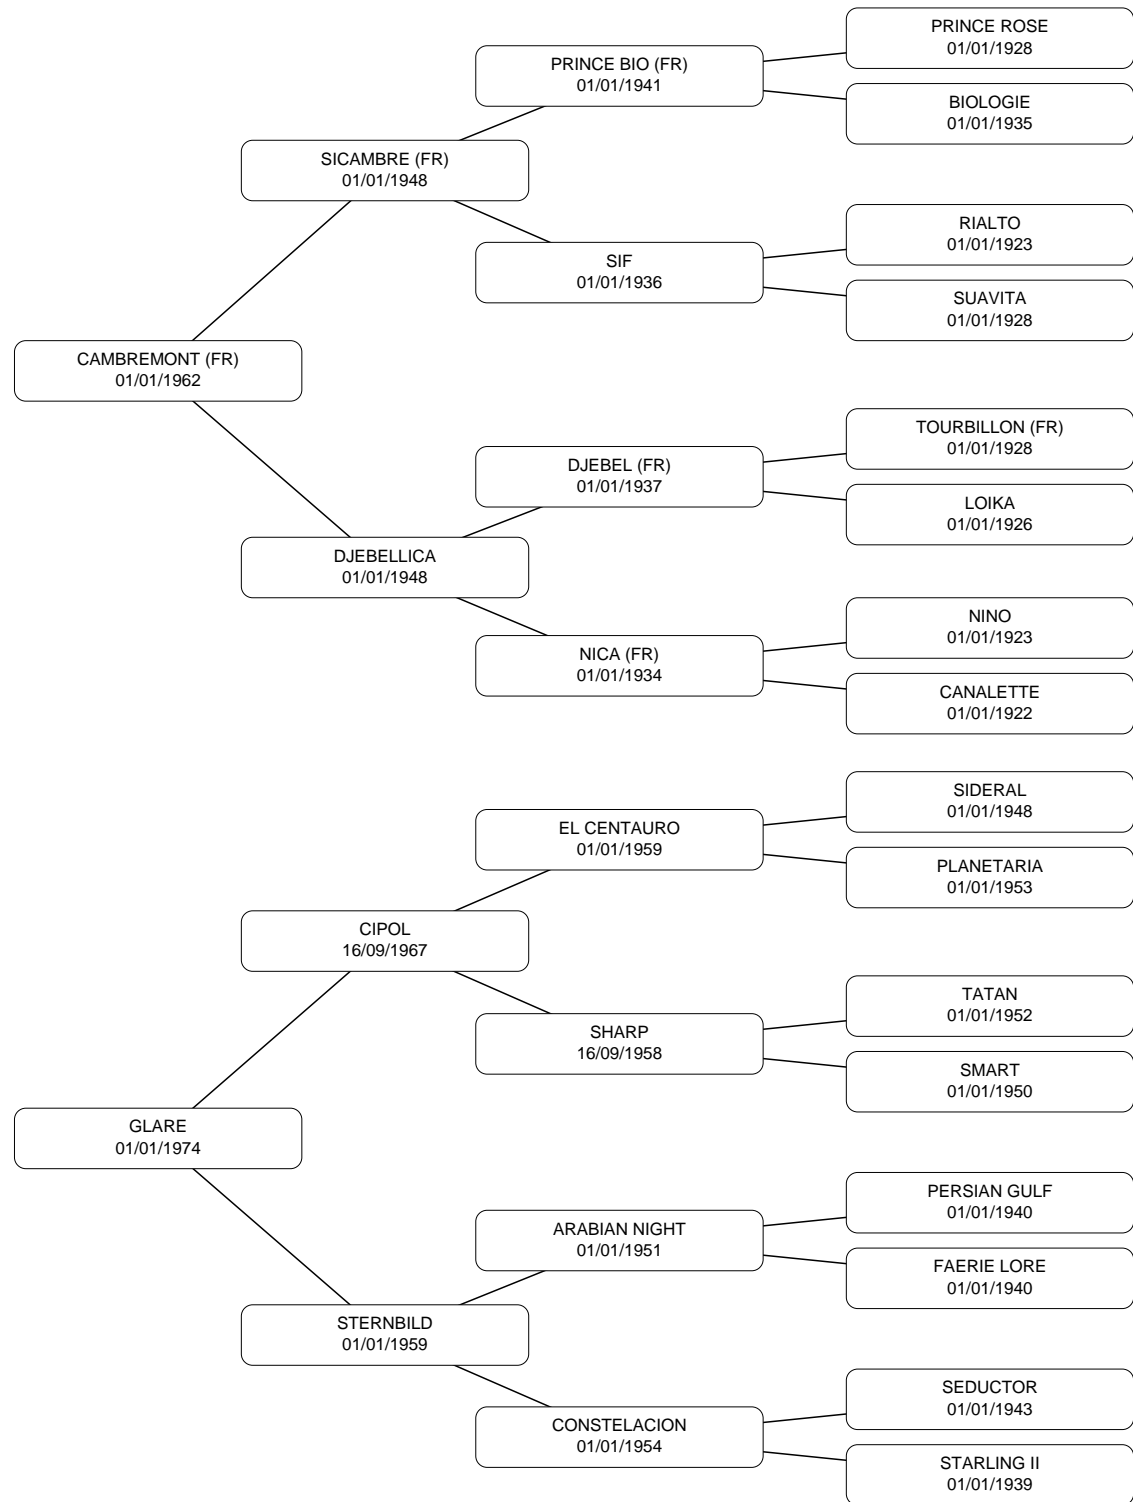 PRINCE ROSE
01/01/1928
PRINCE BIO (FR)
01/01/1941
BIOLOGIE
01/01/1935
SICAMBRE (FR)
01/01/1948
RIALTO
01/01/1923
SIF
01/01/1936
SUAVITA
01/01/1928
CAMBREMONT (FR)
01/01/1962
TOURBILLON (FR)
01/01/1928
DJEBEL (FR)
01/01/1937
LOIKA
01/01/1926
DJEBELLICA
01/01/1948
NINO
01/01/1923
NICA (FR)
01/01/1934
CANALETTE
01/01/1922
SIDERAL
01/01/1948
EL CENTAURO
01/01/1959
PLANETARIA
01/01/1953
CIPOL
16/09/1967
TATAN
01/01/1952
SHARP
16/09/1958
SMART
01/01/1950
GLARE
01/01/1974
PERSIAN GULF
01/01/1940
ARABIAN NIGHT
01/01/1951
FAERIE LORE
01/01/1940
STERNBILD
01/01/1959
SEDUCTOR
01/01/1943
CONSTELACION
01/01/1954
STARLING II
01/01/1939